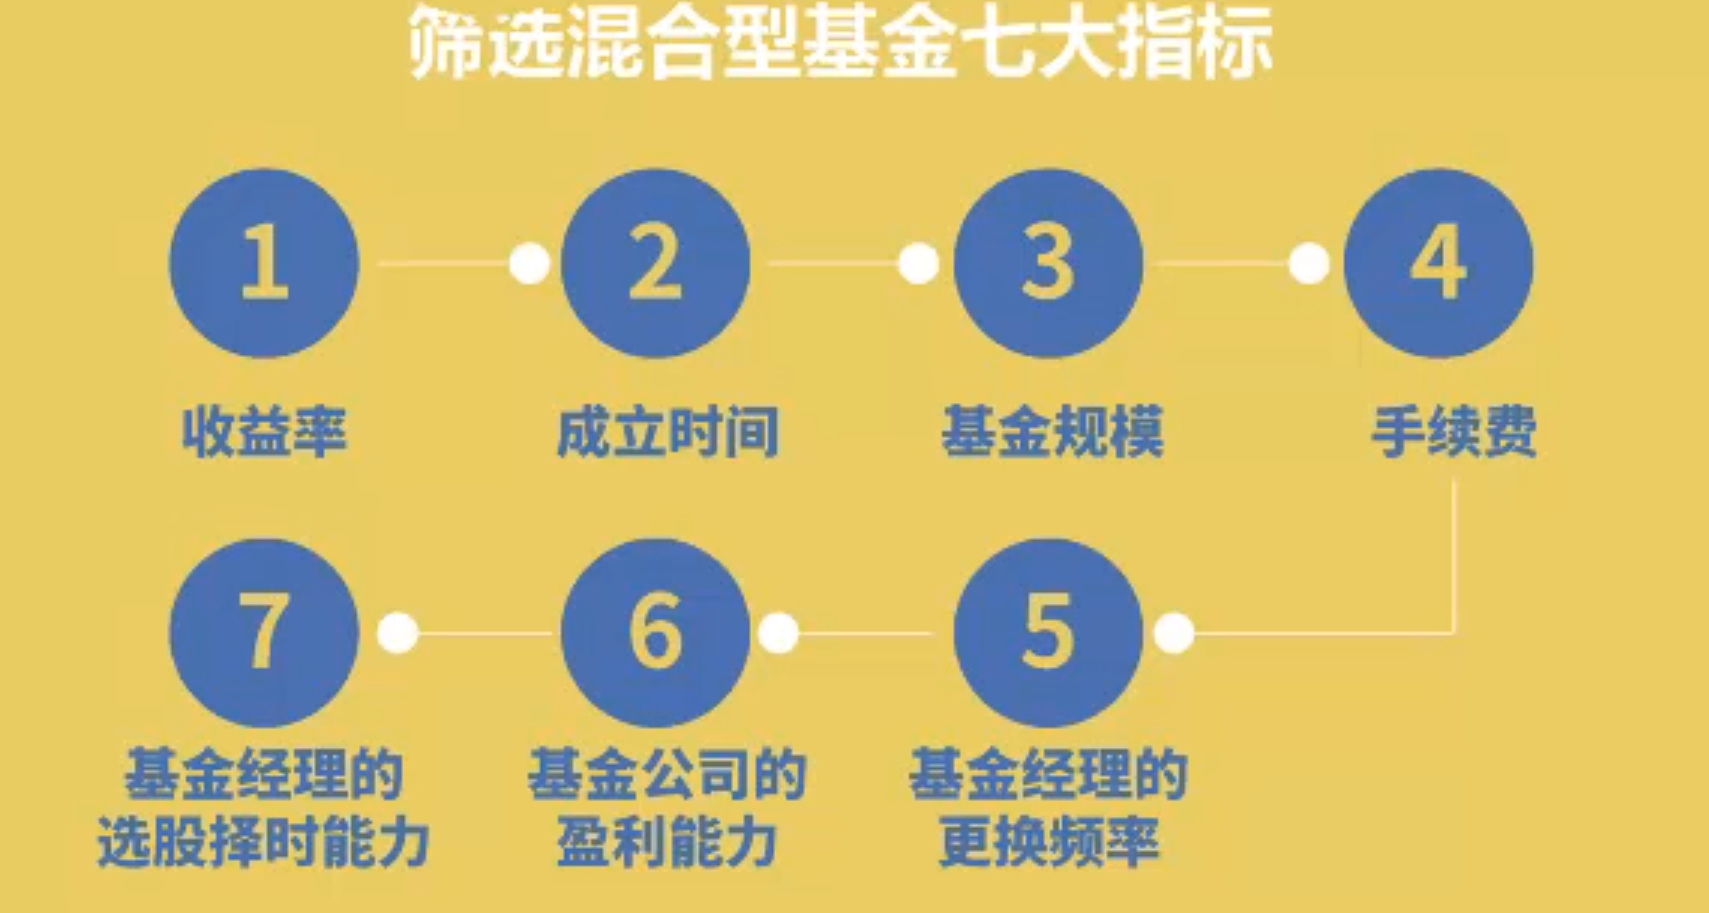 筛选混合型基金七大指标
1
2
3
4
收益率
成立时间
基金规模
手续费
5
基金经理的
更换频率
6
基金公司的
盈利能力
7
基金经理的
选股择时能力